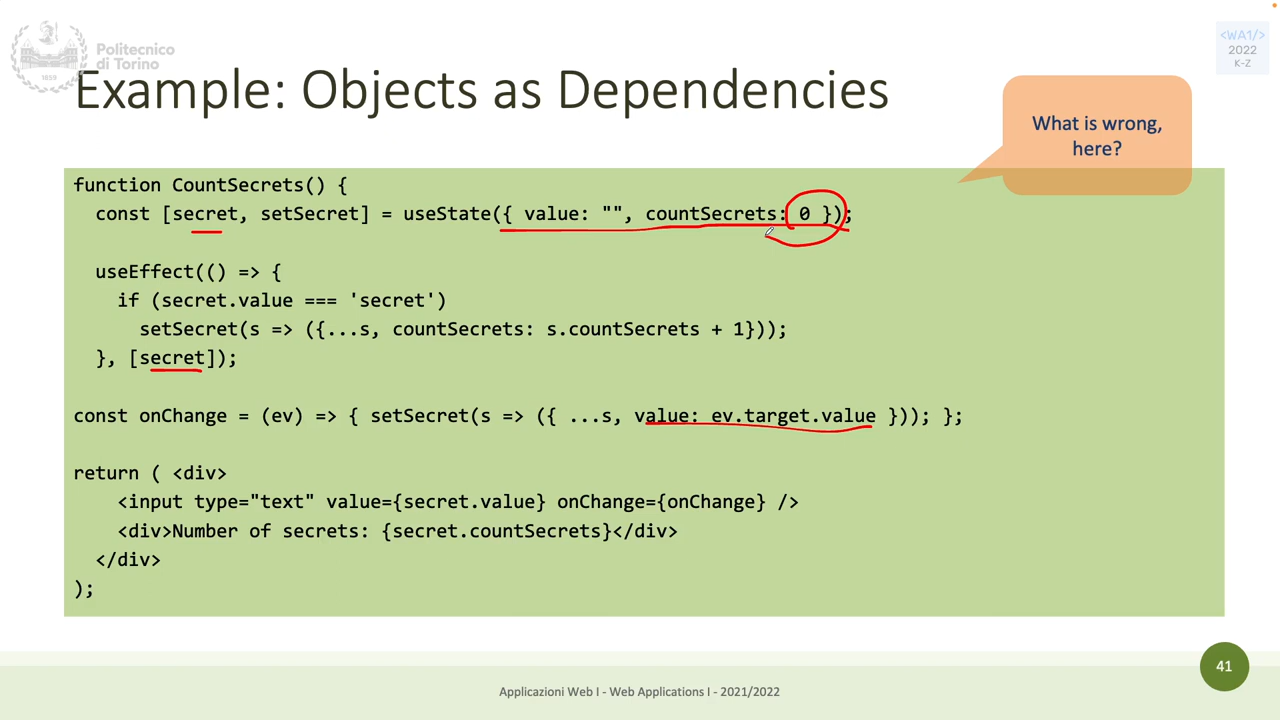 Politecnico
di Torino
1859
<WA1/>
2022
K-Z
Example: Objects as Dependencies
What is wrong,
here?
function CountSecrets() {
const [secret, setSecret] = useState({ value: "", countSecrets: 0 });
useEffect(() => {
if (secret.value === 'secret')
setSecret(s => ({...s, countSecrets: s.countSecrets + 1}));
}, [secret]);
const onChange = (ev) => { setSecret(s => ({ ...s, value: ev.target.value })); };
return ( <div>
<input type="text" value={secret.value} onChange={onChange} />
<div>Number of secrets: {secret.countSecrets}</div>
</div>
);
41
Applicazioni Web I - Web Applications I - 2021/2022